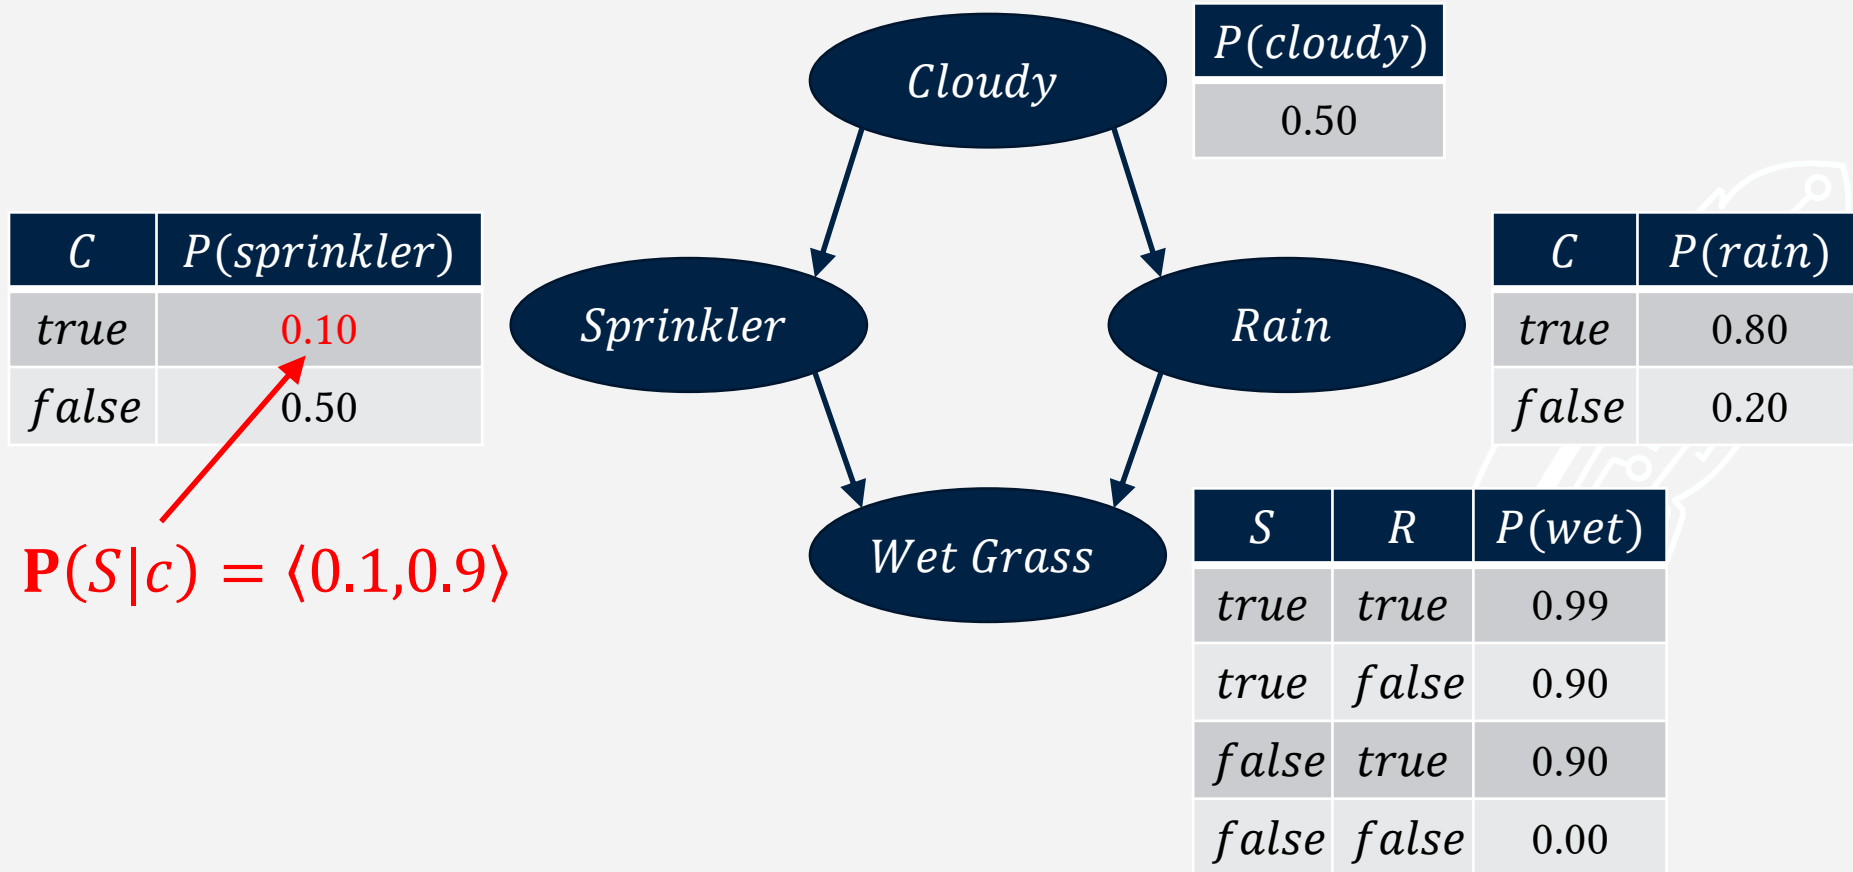 Cloudy
P(cloudy)
0.50
C P(sprinkler)
true 0.10
false 0.50
Sprinkler
Rain
C P(rain)
true 0.80
false 0.20
P(S|c) = ⟨0.1,0.9⟩
Wet Grass
S R P(wet)
true true 0.99
true false 0.90
false true 0.90
false false 0.00